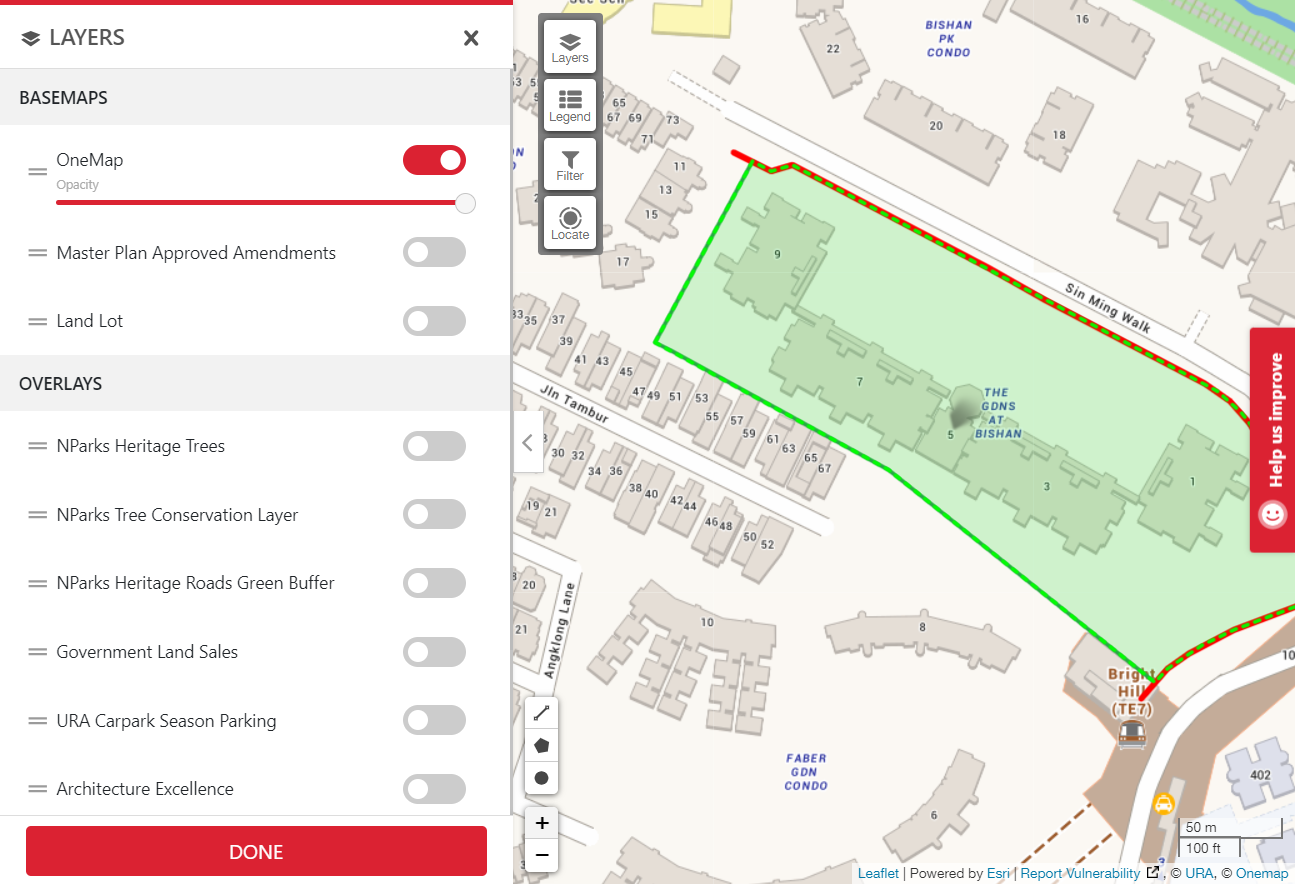 LAYERS
BASEMAPS
OneMap
Opacity
Master Plan Approved Amendments
Land Lot
OVERLAYS
NParks Heritage Trees
NParks Tree Conservation Layer
NParks Heritage Roads Green Buffer
Government Land Sales
URA Carpark Season Parking
Architecture Excellence
DONE
Layers
Legend
Filter
Locate
BISHAN
PK
CONDO
16
22
20
18
65
67
69
71
73
11
13
15
17
9
Sin Ming Walk
7
THE
GDNS
AT
BISHAN
5
3
1
35
37
39
41
43
45
47
49
51
53
55
57
59
61
63
65
67
Jln Tambur
30
32
34
36
38
40
42
44
46
48
50
52
19
21
20
21
Angklong Lane
10
8
Bright
Hill
(TE7)
FABER
GDN
CONDO
6
402
Help us improve
+
−
50 m
100 ft
Leaflet | Powered by Esri | Report Vulnerability , © URA, © Onemap